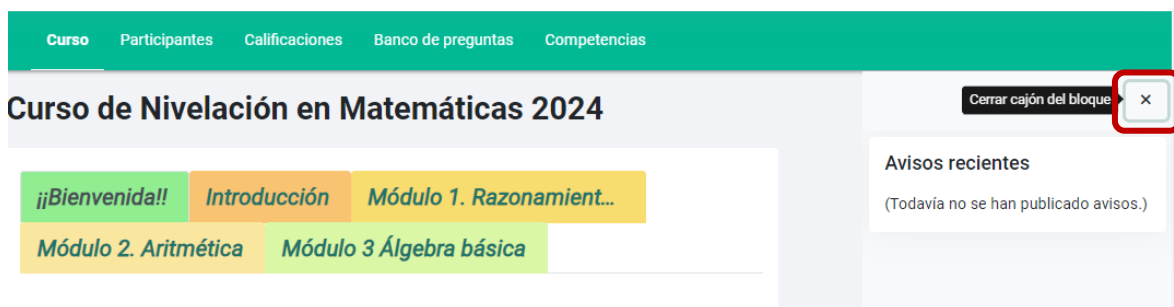 Curso Participantes Calificaciones Banco de preguntas Competencias
Curso de Nivelación en Matemáticas 2024
Cerrar cajón del bloque ×
¡¡Bienvenida!! Introducción Módulo 1. Razonamient...
Módulo 2. Aritmética Módulo 3 Álgebra básica
Avisos recientes
(Todavía no se han publicado avisos.)